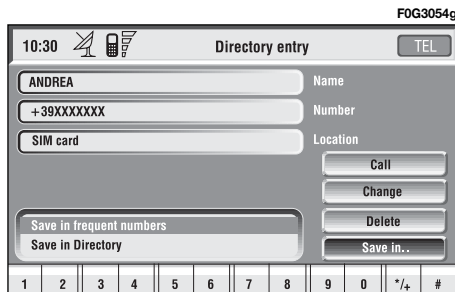 F0G3054g
10:30 Directory entry TEL
ANDREA Name
+39XXXXXXX Number
SIM card Location
Call
Change
Save in frequent numbers Delete
Save in Directory Save in..
1 2 3 4 5 6 7 8 9 0 */+ #